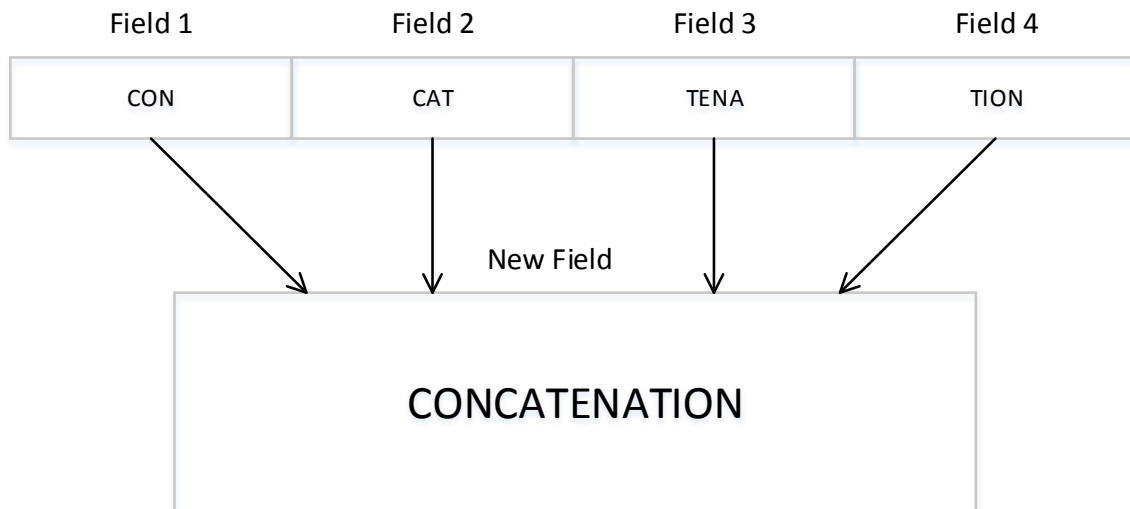 Field 1 Field 2 Field 3 Field 4
CON CAT TENA TION
New Field
CONCATENATION